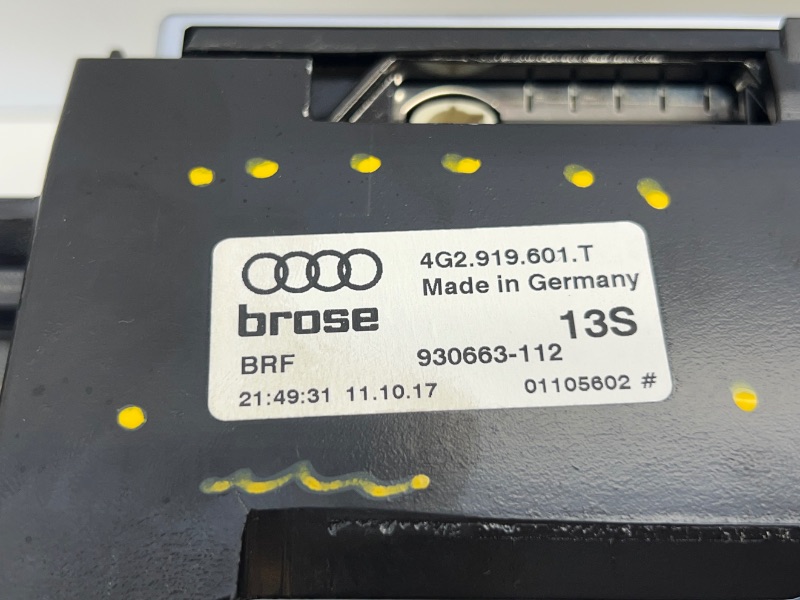 4G2.919.601.T
Made in Germany
brose
13S
BRF
930663-112
21:49:31 11.10.17
01105602 #